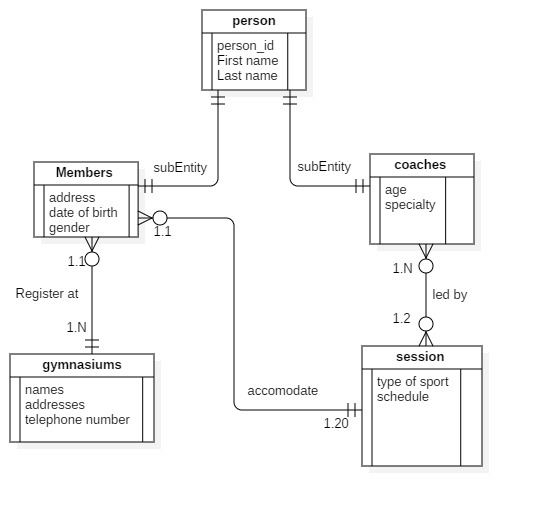 person
person_id
First name
Last name
subEntity
subEntity
Members
address
date of birth
gender
coaches
age
specialty
1.1
1.1
1.N
Register at
led by
1.N
1.2
gymnasiums
names
addresses
telephone number
session
type of sport
schedule
accomodate
1.20